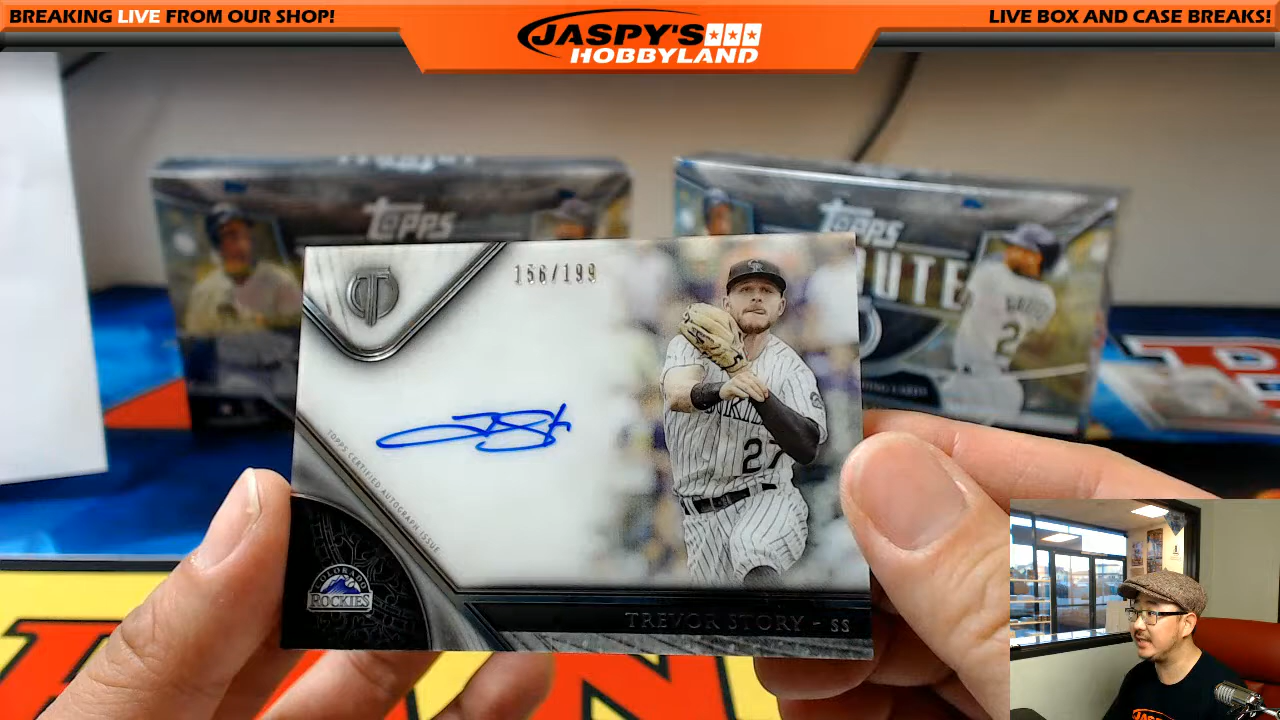 BREAKING LIVE FROM OUR SHOP!
JASPY'S
HOBBYLAND
LIVE BOX AND CASE BREAKS!
TOPPS
TOPPS
2
156/199
27
TOPPS CERTIFIED AUTOGRAPH ISSUE
COLORADO
ROCKIES
TREVOR STORY - SS